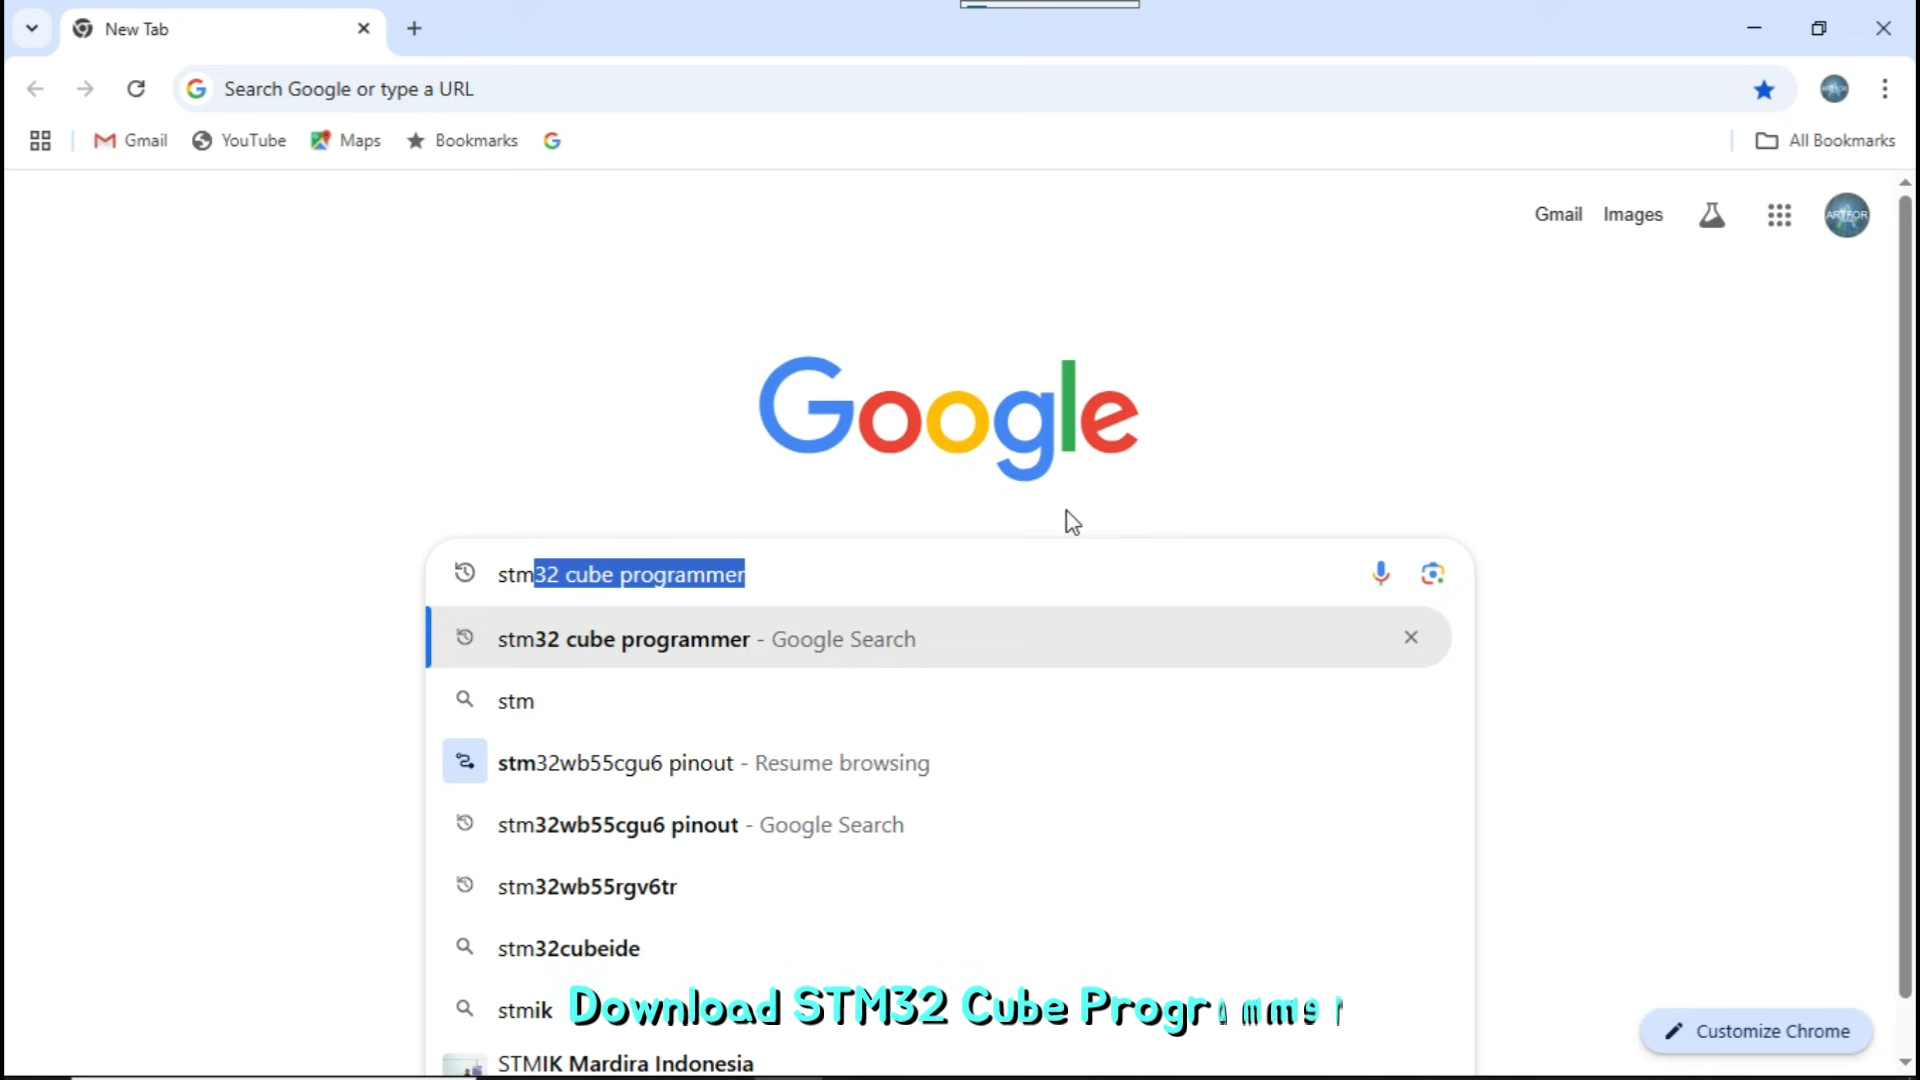 New Tab
Search Google or type a URL
Gmail YouTube Maps Bookmarks All Bookmarks
Gmail Images ARTFOR
Google
stm32 cube programmer
stm32 cube programmer - Google Search
stm
stm32wb55cgu6 pinout - Resume browsing
stm32wb55cgu6 pinout - Google Search
stm32wb55rgv6tr
stm32cubeide
stmik
Download STM32 Cube Programmer
Customize Chrome
STMIK Mardira Indonesia